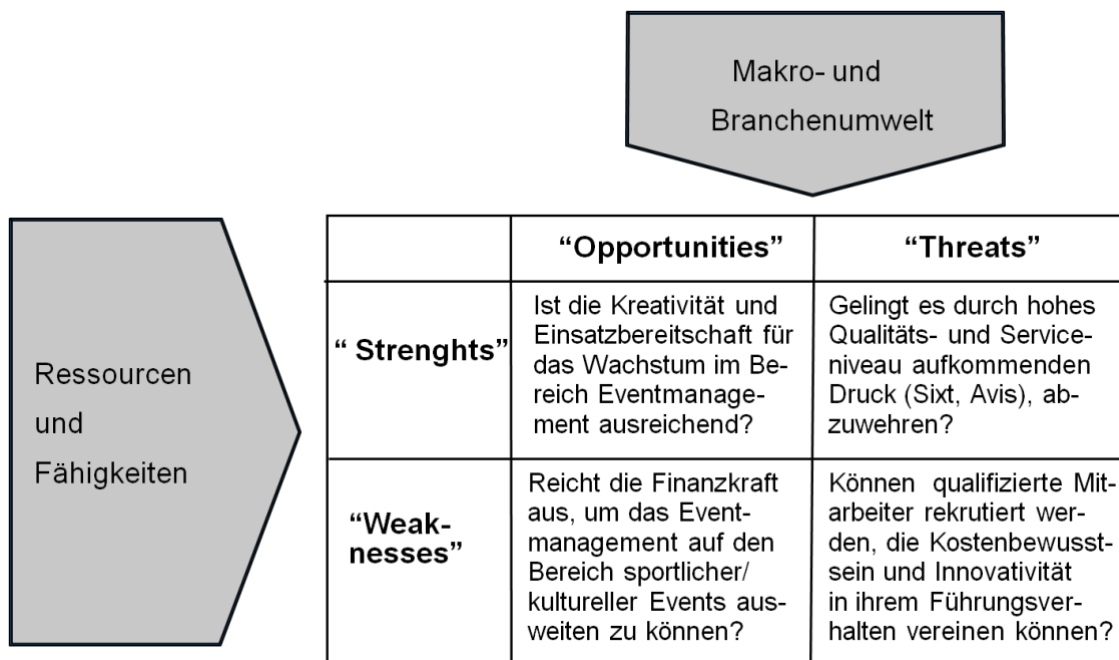 Makro- und
Branchenumwelt
Ressourcen
und
Fähigkeiten
“Opportunities”
“Threats”
“ Strenghts”
Ist die Kreativität und
Einsatzbereitschaft für
das Wachstum im Be-
reich Eventmanage-
ment ausreichend?
Gelingt es durch hohes
Qualitäts- und Service-
niveau aufkommenden
Druck (Sixt, Avis), ab-
zuwehren?
“Weak-
nesses”
Reicht die Finanzkraft
aus, um das Event-
management auf den
Bereich sportlicher/
kultureller Events aus-
weiten zu können?
Können qualifizierte Mit-
arbeiter rekrutiert wer-
den, die Kostenbewusst-
sein und Innovativität
in ihrem Führungsver-
halten vereinen können?